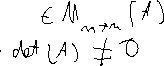 ∈ M_{n×n}(A)
· det(A) ≠ 0